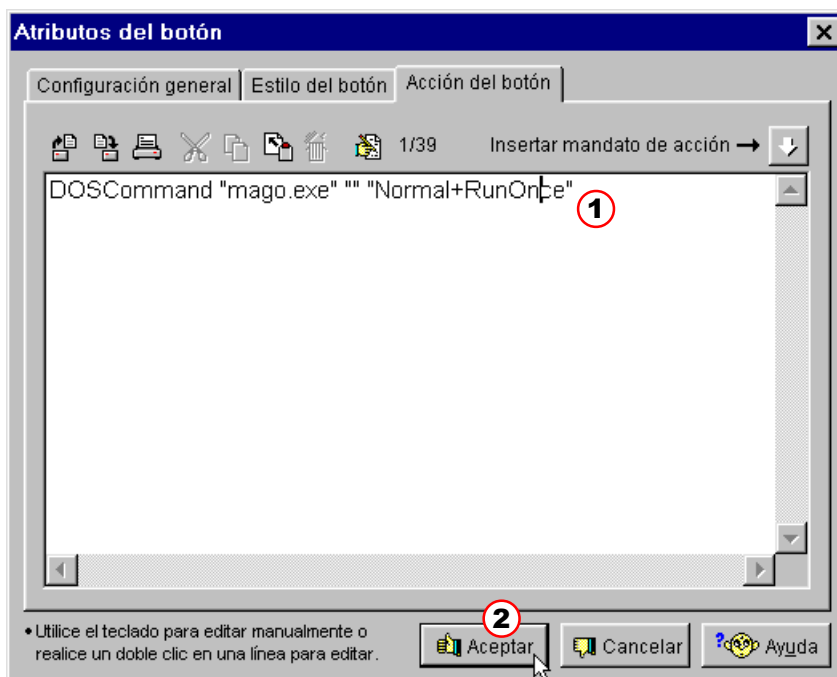 Atributos del botón
Configuración general Estilo del botón Acción del botón
1/39 Insertar mandato de acción
DOSCommand "mago.exe" "" "Normal+RunOnce"
1
2
• Utilice el teclado para editar manualmente o
realice un doble clic en una línea para editar.
Aceptar Cancelar Ayuda